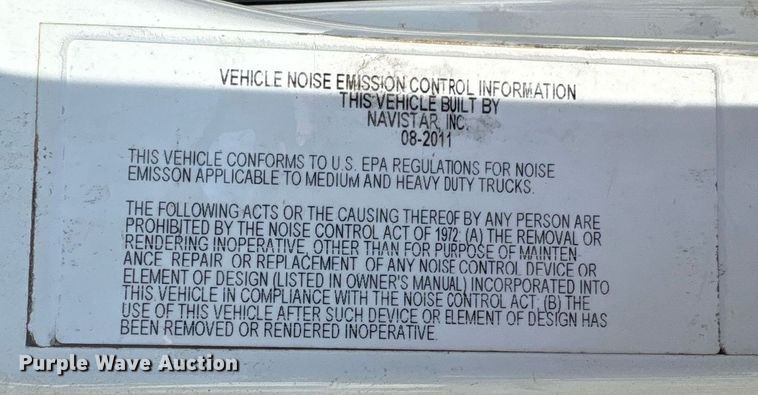 VEHICLE NOISE EMISSION CONTROL INFORMATION
THIS VEHICLE BUILT BY
NAVISTAR, INC.
08-2011
THIS VEHICLE CONFORMS TO U.S. EPA REGULATIONS FOR NOISE
EMISSON APPLICABLE TO MEDIUM AND HEAVY DUTY TRUCKS.
THE FOLLOWING ACTS OR THE CAUSING THEREOF BY ANY PERSON ARE
PROHIBITED BY THE NOISE CONTROL ACT OF 1972: (A) THE REMOVAL OR
RENDERING INOPERATIVE, OTHER THAN FOR PURPOSE OF MAINTEN
ANCE REPAIR OR REPLACEMENT OF ANY NOISE CONTROL DEVICE OR
ELEMENT OF DESIGN (LISTED IN OWNER'S MANUAL) INCORPORATED INTO
THIS VEHICLE IN COMPLIANCE WITH THE NOISE CONTROL ACT; (B) THE
USE OF THIS VEHICLE AFTER SUCH DEVICE OR ELEMENT OF DESIGN HAS
BEEN REMOVED OR RENDERED INOPERATIVE.
Purple Wave Auction